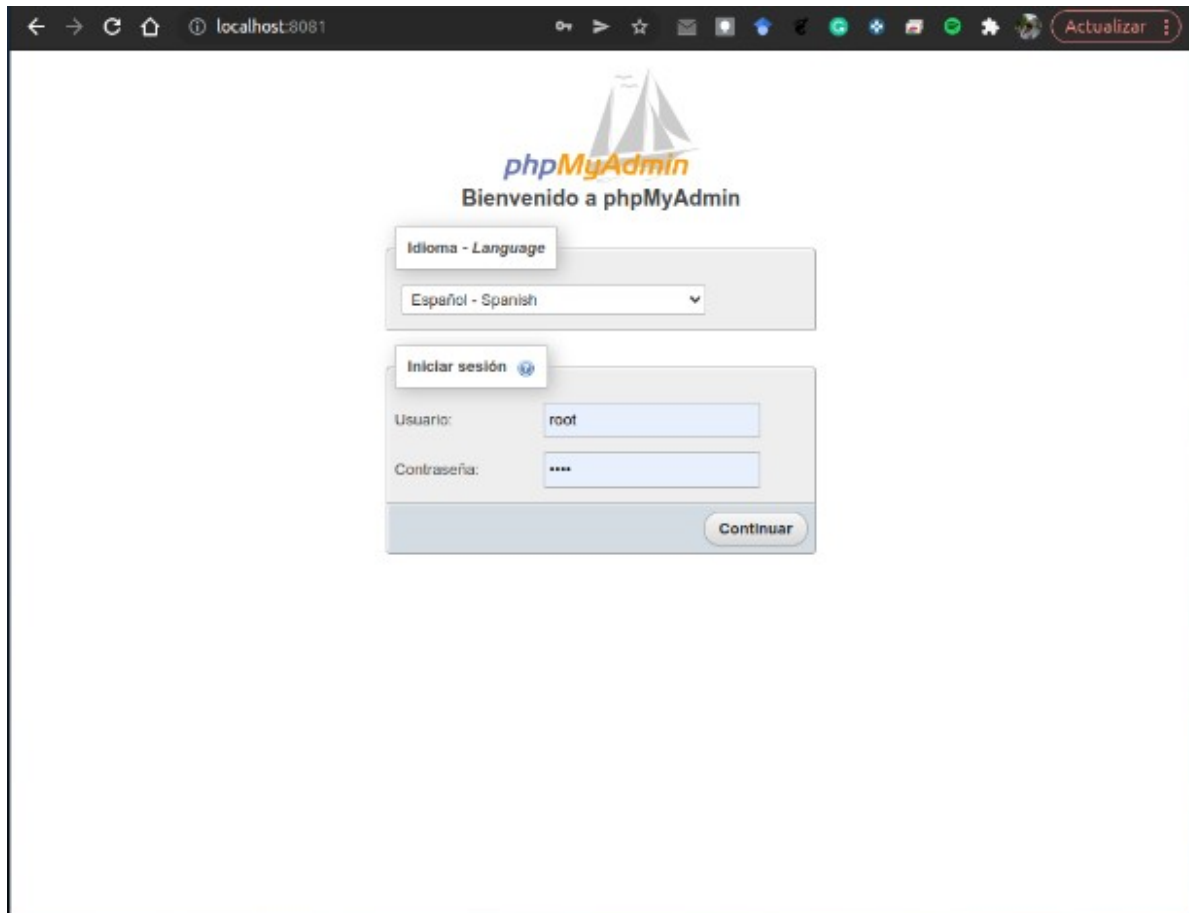 localhost:8081
Actualizar
phpMyAdmin
Bienvenido a phpMyAdmin
Idioma - Language
Español - Spanish
Iniciar sesión
Usuario: root
Contraseña: ••••
Continuar